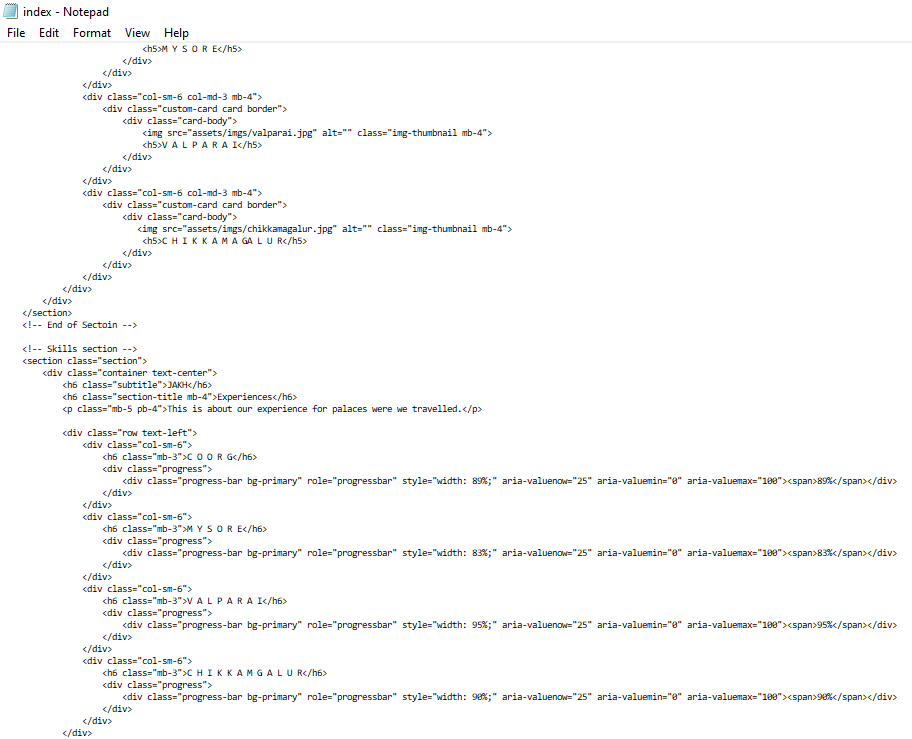 index - Notepad
File Edit Format View Help
<h5>M Y S O R E</h5>
</div>
</div>
</div>
<div class="col-sm-6 col-md-3 mb-4">
<div class="custom-card card border">
<div class="card-body">
<img src="assets/imgs/valparai.jpg" alt="" class="img-thumbnail mb-4">
<h5>V A L P A R A I</h5>
</div>
</div>
</div>
<div class="col-sm-6 col-md-3 mb-4">
<div class="custom-card card border">
<div class="card-body">
<img src="assets/imgs/chikkamagalur.jpg" alt="" class="img-thumbnail mb-4">
<h5>C H I K K A M A GA L U R</h5>
</div>
</div>
</div>
</div>
</div>
</section>
<!-- End of Sectoin -->
<!-- Skills section -->
<section class="section">
<div class="container text-center">
<h6 class="subtitle">JAKH</h6>
<h6 class="section-title mb-4">Experiences</h6>
<p class="mb-5 pb-4">This is about our experience for palaces were we travelled.</p>
<div class="row text-left">
<div class="col-sm-6">
<h6 class="mb-3">C O O R G</h6>
<div class="progress">
<div class="progress-bar bg-primary" role="progressbar" style="width: 89%;" aria-valuenow="25" aria-valuemin="0" aria-valuemax="100"><span>89%</span></div>
</div>
</div>
<div class="col-sm-6">
<h6 class="mb-3">M Y S O R E</h6>
<div class="progress">
<div class="progress-bar bg-primary" role="progressbar" style="width: 83%;" aria-valuenow="25" aria-valuemin="0" aria-valuemax="100"><span>83%</span></div>
</div>
</div>
<div class="col-sm-6">
<h6 class="mb-3">V A L P A R A I</h6>
<div class="progress">
<div class="progress-bar bg-primary" role="progressbar" style="width: 95%;" aria-valuenow="25" aria-valuemin="0" aria-valuemax="100"><span>95%</span></div>
</div>
</div>
<div class="col-sm-6">
<h6 class="mb-3">C H I K K A M G A L U R</h6>
<div class="progress">
<div class="progress-bar bg-primary" role="progressbar" style="width: 90%;" aria-valuenow="25" aria-valuemin="0" aria-valuemax="100"><span>90%</span></div>
</div>
</div>
</div>